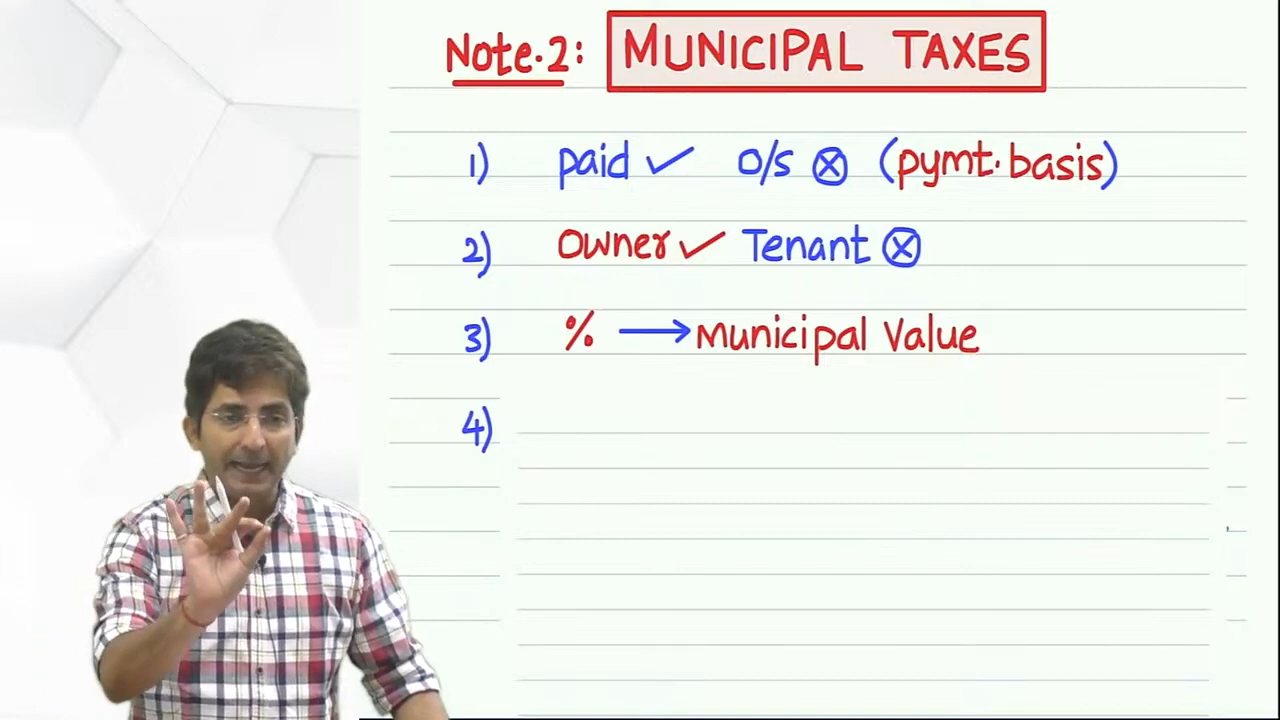 Note.2: MUNICIPAL TAXES
1) paid ✓ O/S ⓧ (pymt. basis)
2) Owner ✓ Tenant ⓧ
3) % → Municipal Value
4)